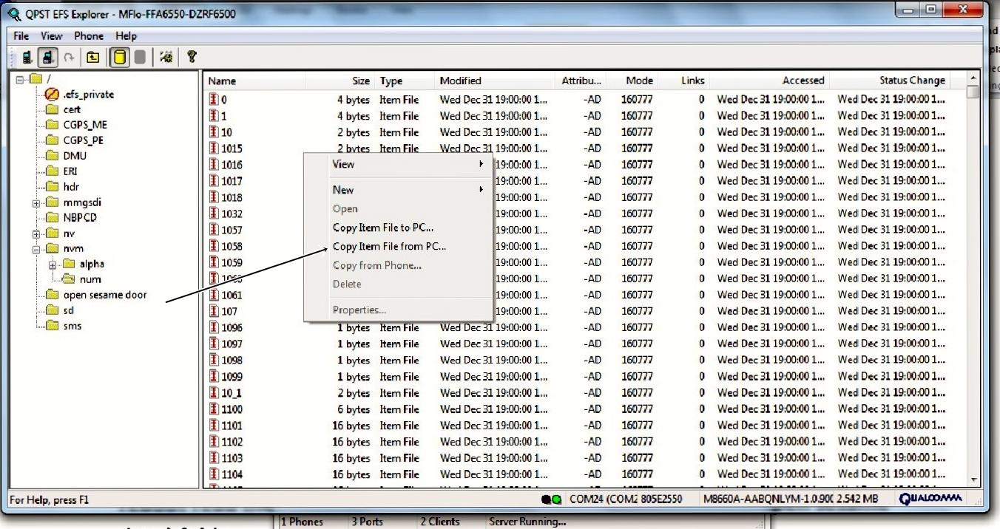 QPST EFS Explorer - MFlo-FFA6550-DZRF6500
File View Phone Help
/
.efs_private
cert
CGPS_ME
CGPS_PE
DMU
ERI
hdr
mmgsdi
NBPCD
nv
nvm
alpha
num
open sesame door
sd
sms
Name Size Type Modified Attribu... Mode Links Accessed Status Change
0 4 bytes Item File Wed Dec 31 19:00:00 1... -AD 160777 0 Wed Dec 31 19:00:00 1... Wed Dec 31 19:00:00 1...
1 4 bytes Item File Wed Dec 31 19:00:00 1... -AD 160777 0 Wed Dec 31 19:00:00 1... Wed Dec 31 19:00:00 1...
10 2 bytes Item File Wed Dec 31 19:00:00 1... -AD 160777 0 Wed Dec 31 19:00:00 1... Wed Dec 31 19:00:00 1...
1015 2 bytes Item File Wed Dec 31 19:00:00 1... -AD 160777 0 Wed Dec 31 19:00:00 1... Wed Dec 31 19:00:00 1...
1016 19:00:00 1... -AD 160777 0 Wed Dec 31 19:00:00 1... Wed Dec 31 19:00:00 1...
1017 19:00:00 1... -AD 160777 0 Wed Dec 31 19:00:00 1... Wed Dec 31 19:00:00 1...
1018 19:00:00 1... -AD 160777 0 Wed Dec 31 19:00:00 1... Wed Dec 31 19:00:00 1...
1032 19:00:00 1... -AD 160777 0 Wed Dec 31 19:00:00 1... Wed Dec 31 19:00:00 1...
1057 19:00:00 1... -AD 160777 0 Wed Dec 31 19:00:00 1... Wed Dec 31 19:00:00 1...
1058 19:00:00 1... -AD 160777 0 Wed Dec 31 19:00:00 1... Wed Dec 31 19:00:00 1...
1059 19:00:00 1... -AD 160777 0 Wed Dec 31 19:00:00 1... Wed Dec 31 19:00:00 1...
19:00:00 1... -AD 160777 0 Wed Dec 31 19:00:00 1... Wed Dec 31 19:00:00 1...
1061 19:00:00 1... -AD 160777 0 Wed Dec 31 19:00:00 1... Wed Dec 31 19:00:00 1...
107 19:00:00 1... -AD 160777 0 Wed Dec 31 19:00:00 1... Wed Dec 31 19:00:00 1...
1096 1 bytes Item File Wed Dec 31 19:00:00 1... -AD 160777 0 Wed Dec 31 19:00:00 1... Wed Dec 31 19:00:00 1...
1097 1 bytes Item File Wed Dec 31 19:00:00 1... -AD 160777 0 Wed Dec 31 19:00:00 1... Wed Dec 31 19:00:00 1...
1098 1 bytes Item File Wed Dec 31 19:00:00 1... -AD 160777 0 Wed Dec 31 19:00:00 1... Wed Dec 31 19:00:00 1...
1099 1 bytes Item File Wed Dec 31 19:00:00 1... -AD 160777 0 Wed Dec 31 19:00:00 1... Wed Dec 31 19:00:00 1...
10_1 2 bytes Item File Wed Dec 31 19:00:00 1... -AD 160777 0 Wed Dec 31 19:00:00 1... Wed Dec 31 19:00:00 1...
1100 6 bytes Item File Wed Dec 31 19:00:00 1... -AD 160777 0 Wed Dec 31 19:00:00 1... Wed Dec 31 19:00:00 1...
1101 16 bytes Item File Wed Dec 31 19:00:00 1... -AD 160777 0 Wed Dec 31 19:00:00 1... Wed Dec 31 19:00:00 1...
1102 16 bytes Item File Wed Dec 31 19:00:00 1... -AD 160777 0 Wed Dec 31 19:00:00 1... Wed Dec 31 19:00:00 1...
1103 16 bytes Item File Wed Dec 31 19:00:00 1... -AD 160777 0 Wed Dec 31 19:00:00 1... Wed Dec 31 19:00:00 1...
1104 16 bytes Item File Wed Dec 31 19:00:00 1... -AD 160777 0 Wed Dec 31 19:00:00 1... Wed Dec 31 19:00:00 1...
View
New
Open
Copy Item File to PC...
Copy Item File from PC...
Copy from Phone...
Delete
Properties...
For Help, press F1 COM24 (COM2 805E2550 M8660A-AABQNLYM-1.0.90( 2.542 MB QUALCOMM
1 Phones 3 Ports 2 Clients Server Running...